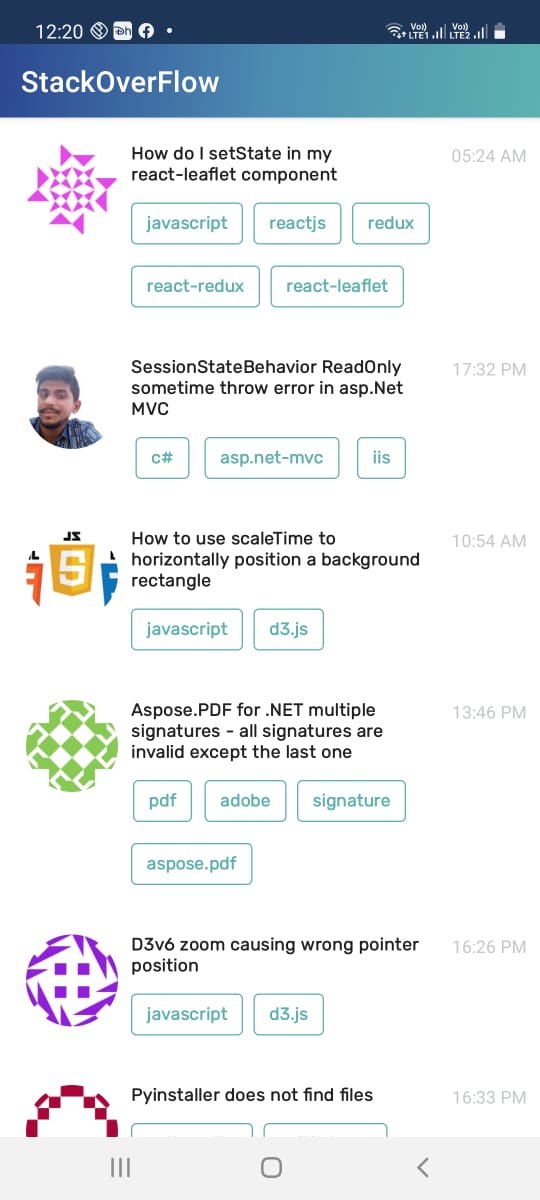 12:20
Vo)) LTE1
Vo)) LTE2
StackOverFlow
How do I setState in my
react-leaflet component
05:24 AM
javascript
reactjs
redux
react-redux
react-leaflet
SessionStateBehavior ReadOnly
sometime throw error in asp.Net
MVC
17:32 PM
c#
asp.net-mvc
iis
JS
L
L
5
How to use scaleTime to
horizontally position a background
rectangle
10:54 AM
javascript
d3.js
Aspose.PDF for .NET multiple
signatures - all signatures are
invalid except the last one
13:46 PM
pdf
adobe
signature
aspose.pdf
D3v6 zoom causing wrong pointer
position
16:26 PM
javascript
d3.js
Pyinstaller does not find files
16:33 PM